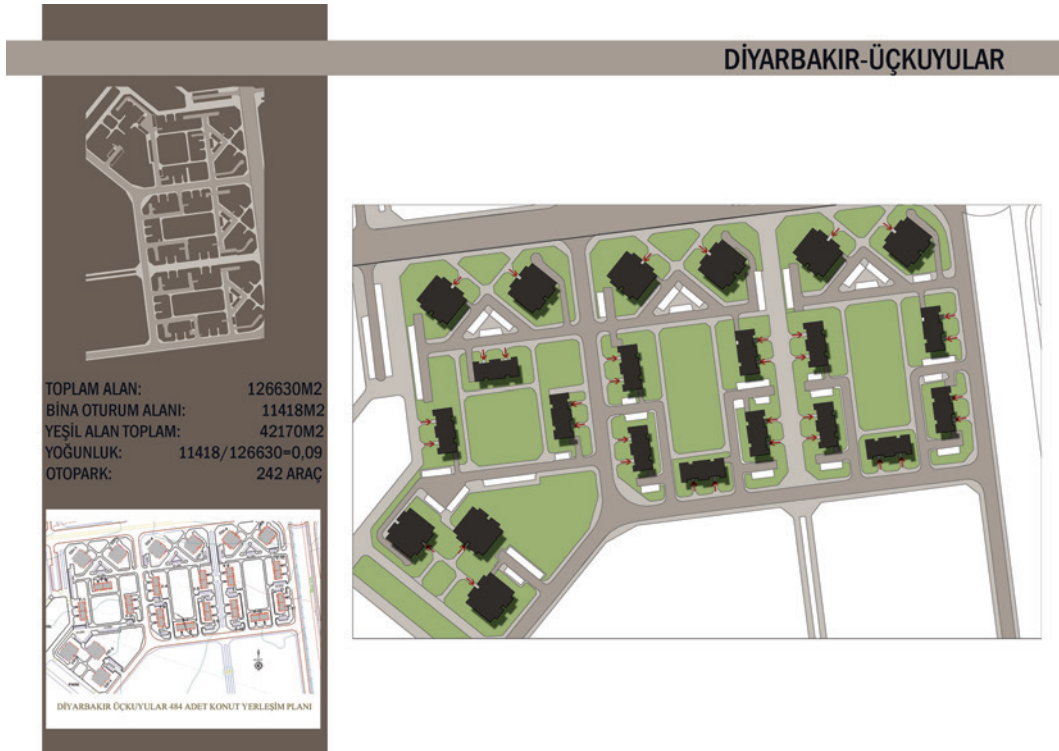 DİYARBAKIR-ÜÇKUYULAR
TOPLAM ALAN: 126630M2
BİNA OTURUM ALANI: 11418M2
YEŞİL ALAN TOPLAM: 42170M2
YOĞUNLUK: 11418/126630=0,09
OTOPARK: 242 ARAÇ
DİYARBAKIR ÜÇKUYULAR 484 ADET KONUT YERLEŞİM PLANI